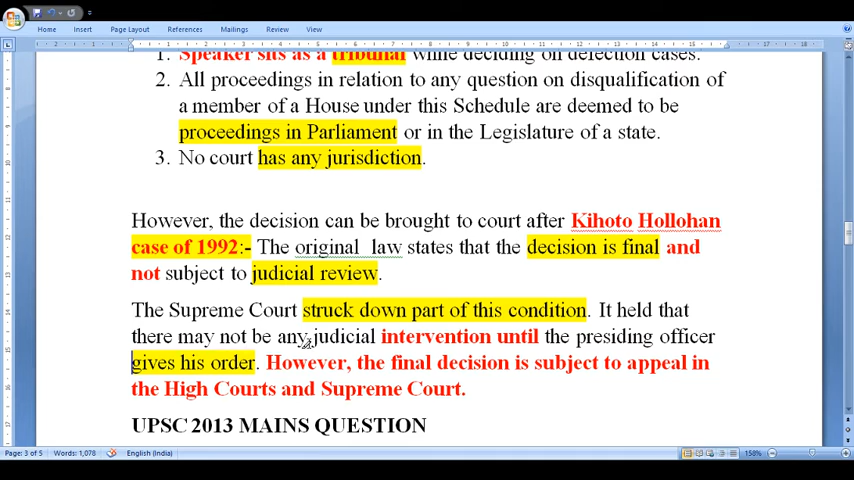 Home Insert Page Layout References Mailings Review View
1. Speaker sits as a tribunal while deciding on defection cases.
2. All proceedings in relation to any question on disqualification of
a member of a House under this Schedule are deemed to be
proceedings in Parliament or in the Legislature of a state.
3. No court has any jurisdiction.
However, the decision can be brought to court after Kihoto Hollohan
case of 1992:- The original law states that the decision is final and
not subject to judicial review.
The Supreme Court struck down part of this condition. It held that
there may not be any judicial intervention until the presiding officer
gives his order. However, the final decision is subject to appeal in
the High Courts and Supreme Court.
UPSC 2013 MAINS QUESTION
Page: 3 of 5 Words: 1,078 English (India) 158%